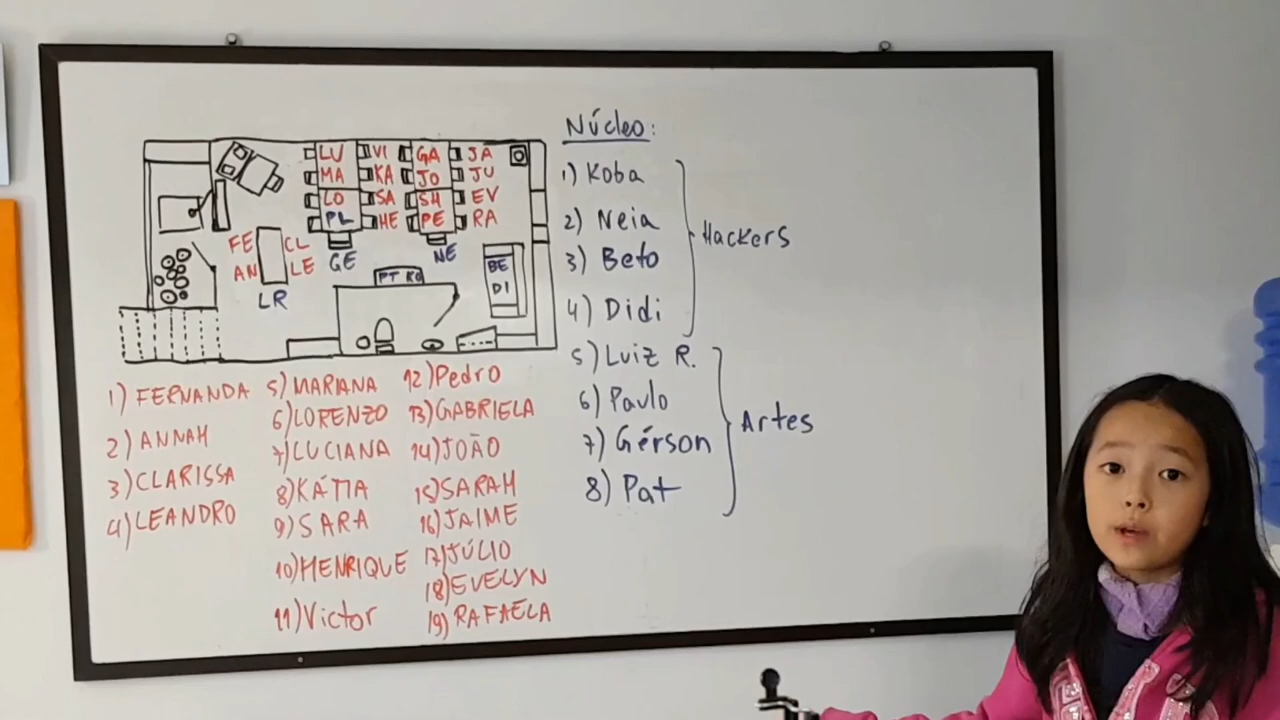 LU VI GA JA
MA KA JO JU
LO SA SH EV
PL HE PE RA
FE CL
AN LE
LR
GE
NE
PT KO
BE
DI
Núcleo:
1) Koba
2) Neia
3) Beto
4) Didi
Hackers
5) Luiz R.
6) Paulo
7) Gérson
8) Pat
Artes
1) FERNANDA
2) ANNAH
3) CLARISSA
4) LEANDRO
5) MARIANA
6) LORENZO
7) LUCIANA
8) KÁTIA
9) SARA
10) HENRIQUE
11) Victor
12) Pedro
13) GABRIELA
14) JOÃO
15) SARAH
16) JAIME
17) JÚLIO
18) EVELYN
19) RAFAELA